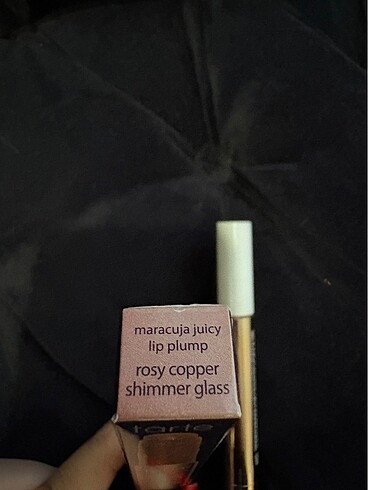 maracuja juicy
lip plump
rosy copper
shimmer glass
tarte